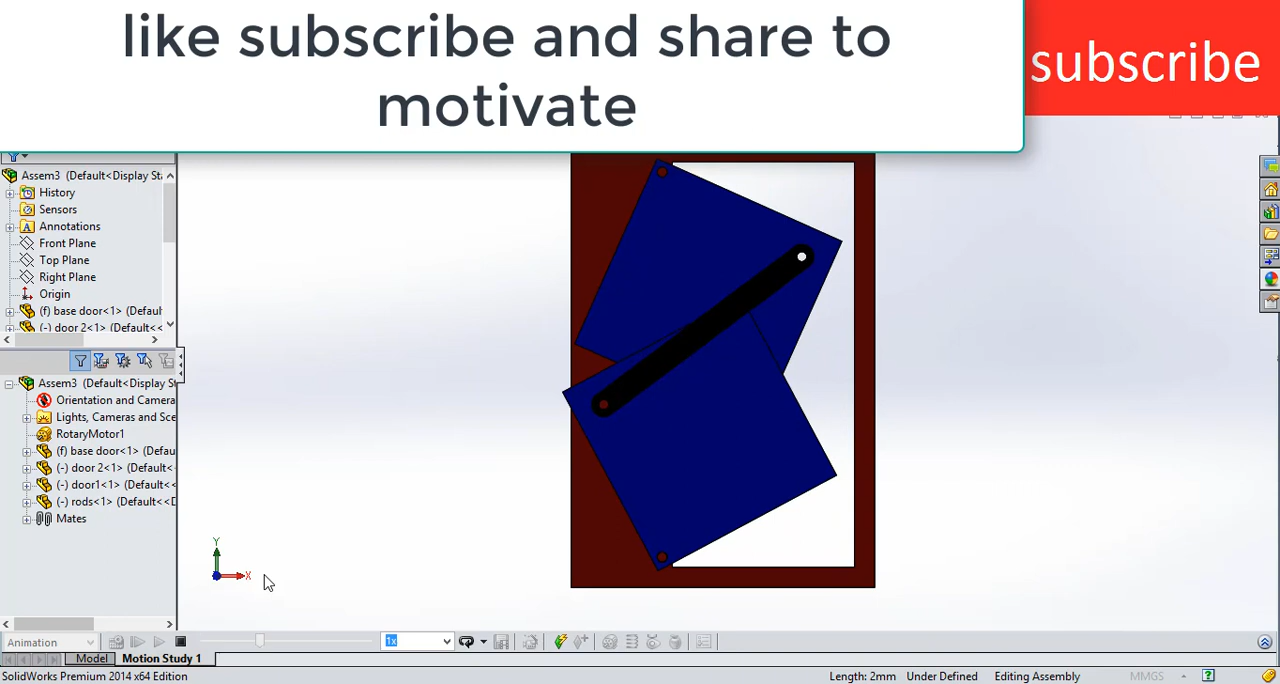 like subscribe and share to
motivate
subscribe
Assem3 (Default<Display Sta
History
Sensors
Annotations
Front Plane
Top Plane
Right Plane
Origin
(f) base door<1> (Defaul
(-) door 2<1> (Default<<
Assem3 (Default<Display S
Orientation and Camera
Lights, Cameras and Sce
RotaryMotor1
(f) base door<1> (Defau
(-) door 2<1> (Default<
(-) door1<1> (Default<<
(-) rods<1> (Default<<D
Mates
Y
X
Animation
1x
Model
Motion Study 1
SolidWorks Premium 2014 x64 Edition
Length: 2mm
Under Defined
Editing Assembly
MMGS